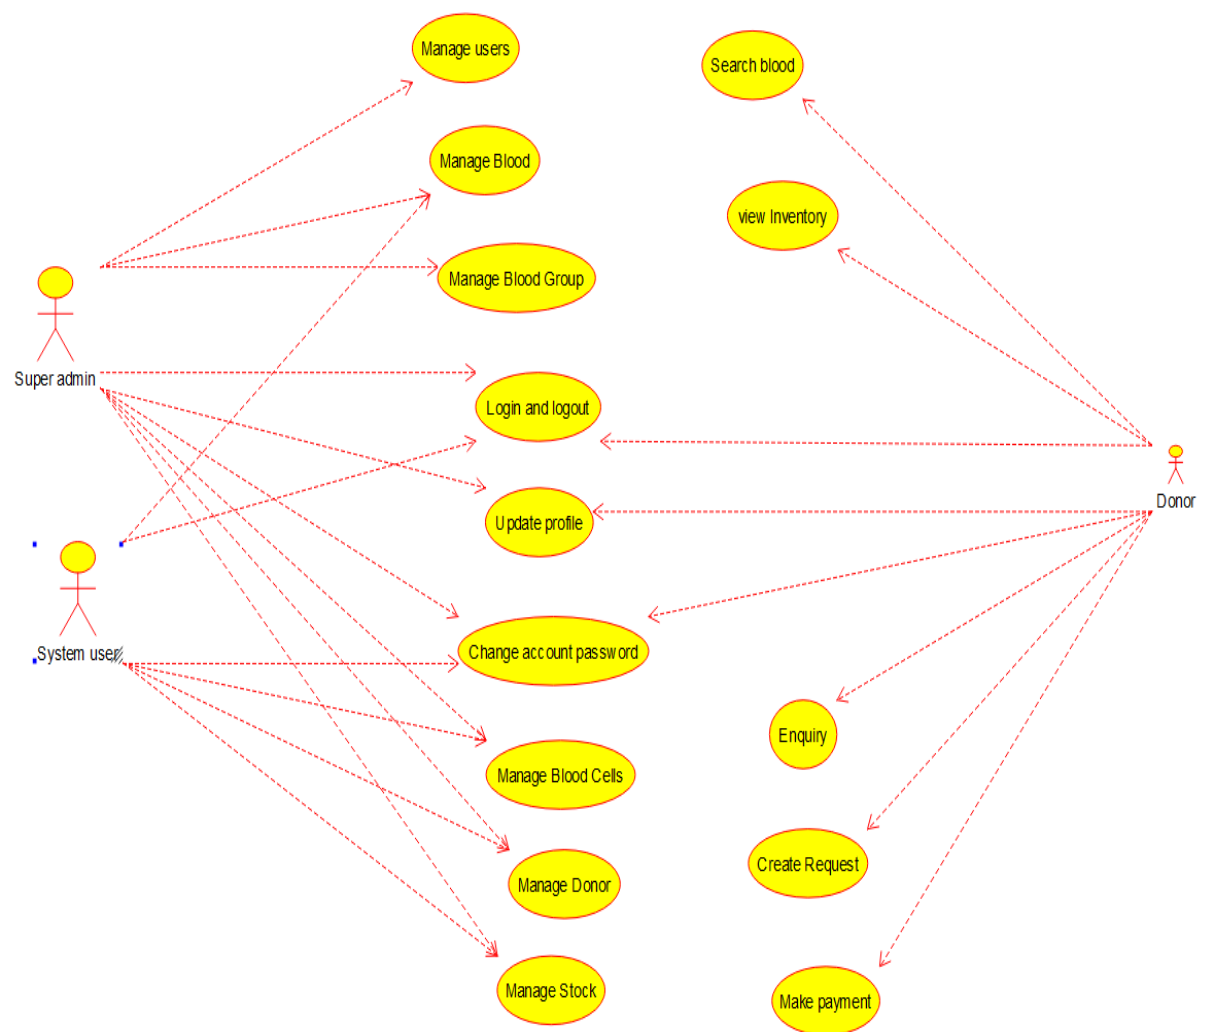 Manage users
Search blood
Manage Blood
view Inventory
Manage Blood Group
Super admin
Login and logout
Donor
Update profile
System user
Change account password
Enquiry
Manage Blood Cells
Create Request
Manage Donor
Manage Stock
Make payment